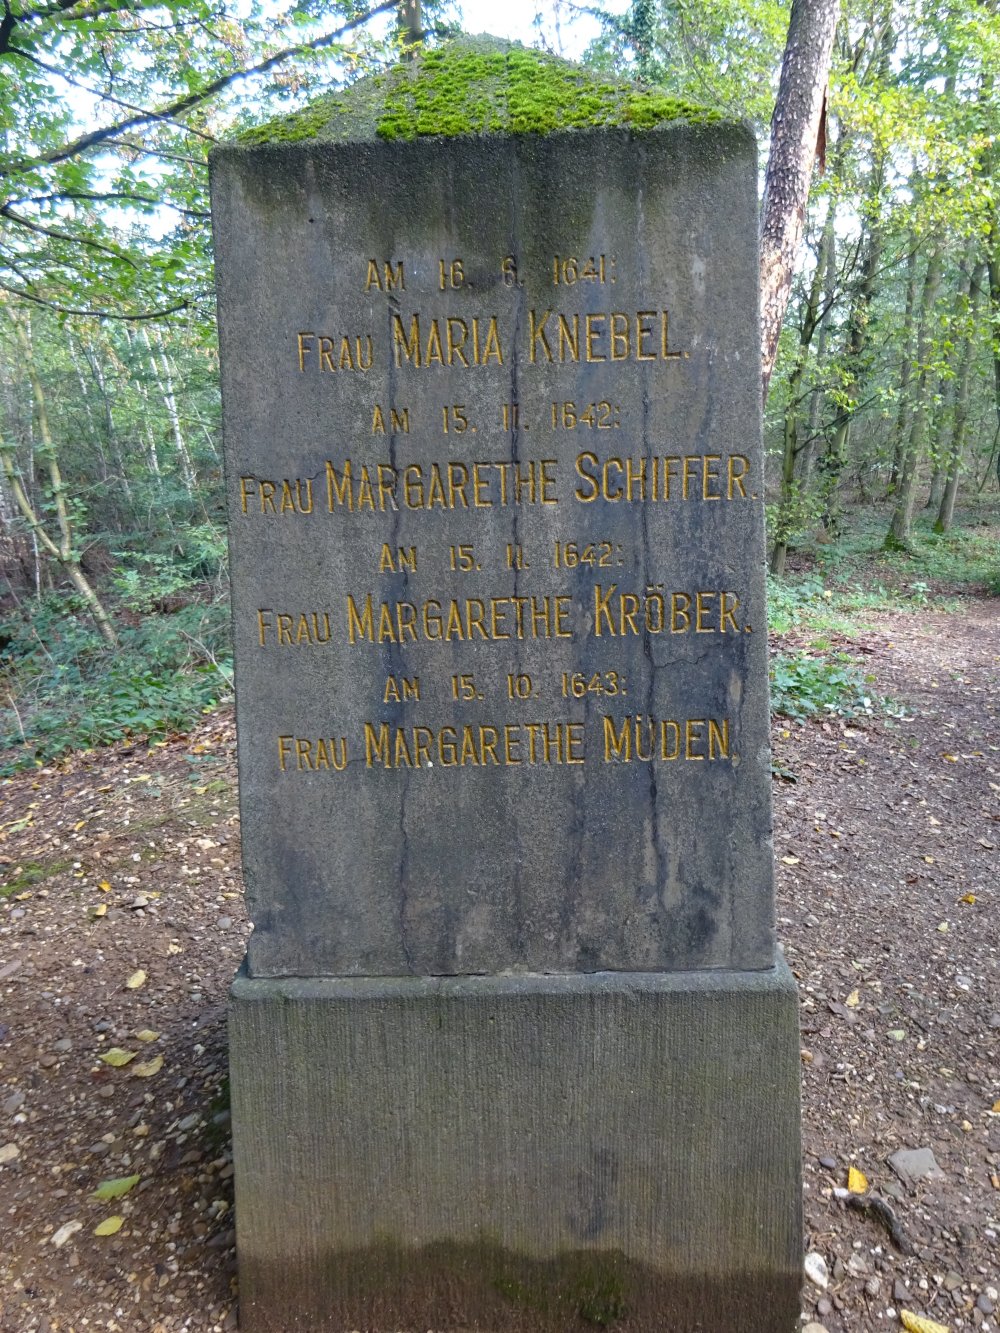 AM 16. 6. 1641:
FRAU MARIA KNEBEL.
AM 15. 11. 1642:
FRAU MARGARETHE SCHIFFER.
AM 15. 11. 1642:
FRAU MARGARETHE KRÖBER.
AM 15. 10. 1643:
FRAU MARGARETHE MÜDEN.